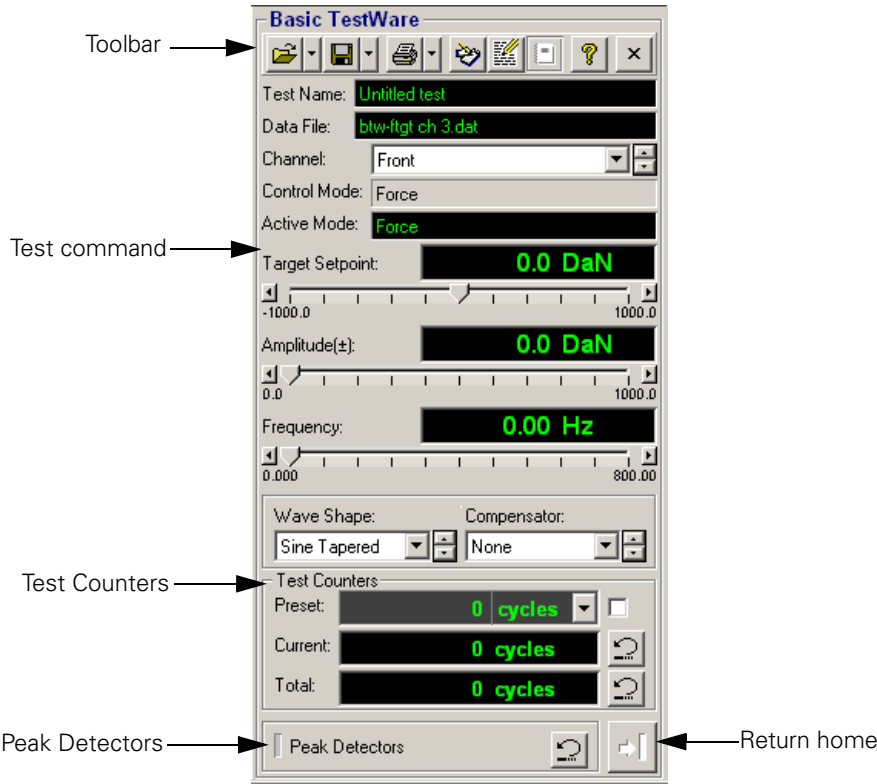 Basic TestWare
Toolbar
Test Name: Untitled test
Data File: btw-ftgt ch 3.dat
Channel: Front
Control Mode: Force
Active Mode: Force
Test command
Target Setpoint: 0.0 DaN
-1000.0 1000.0
Amplitude(±): 0.0 DaN
0.0 1000.0
Frequency: 0.00 Hz
0.000 800.00
Wave Shape: Compensator:
Sine Tapered None
Test Counters
Test Counters
Preset: 0 cycles
Current: 0 cycles
Total: 0 cycles
Peak Detectors
Peak Detectors
Return home